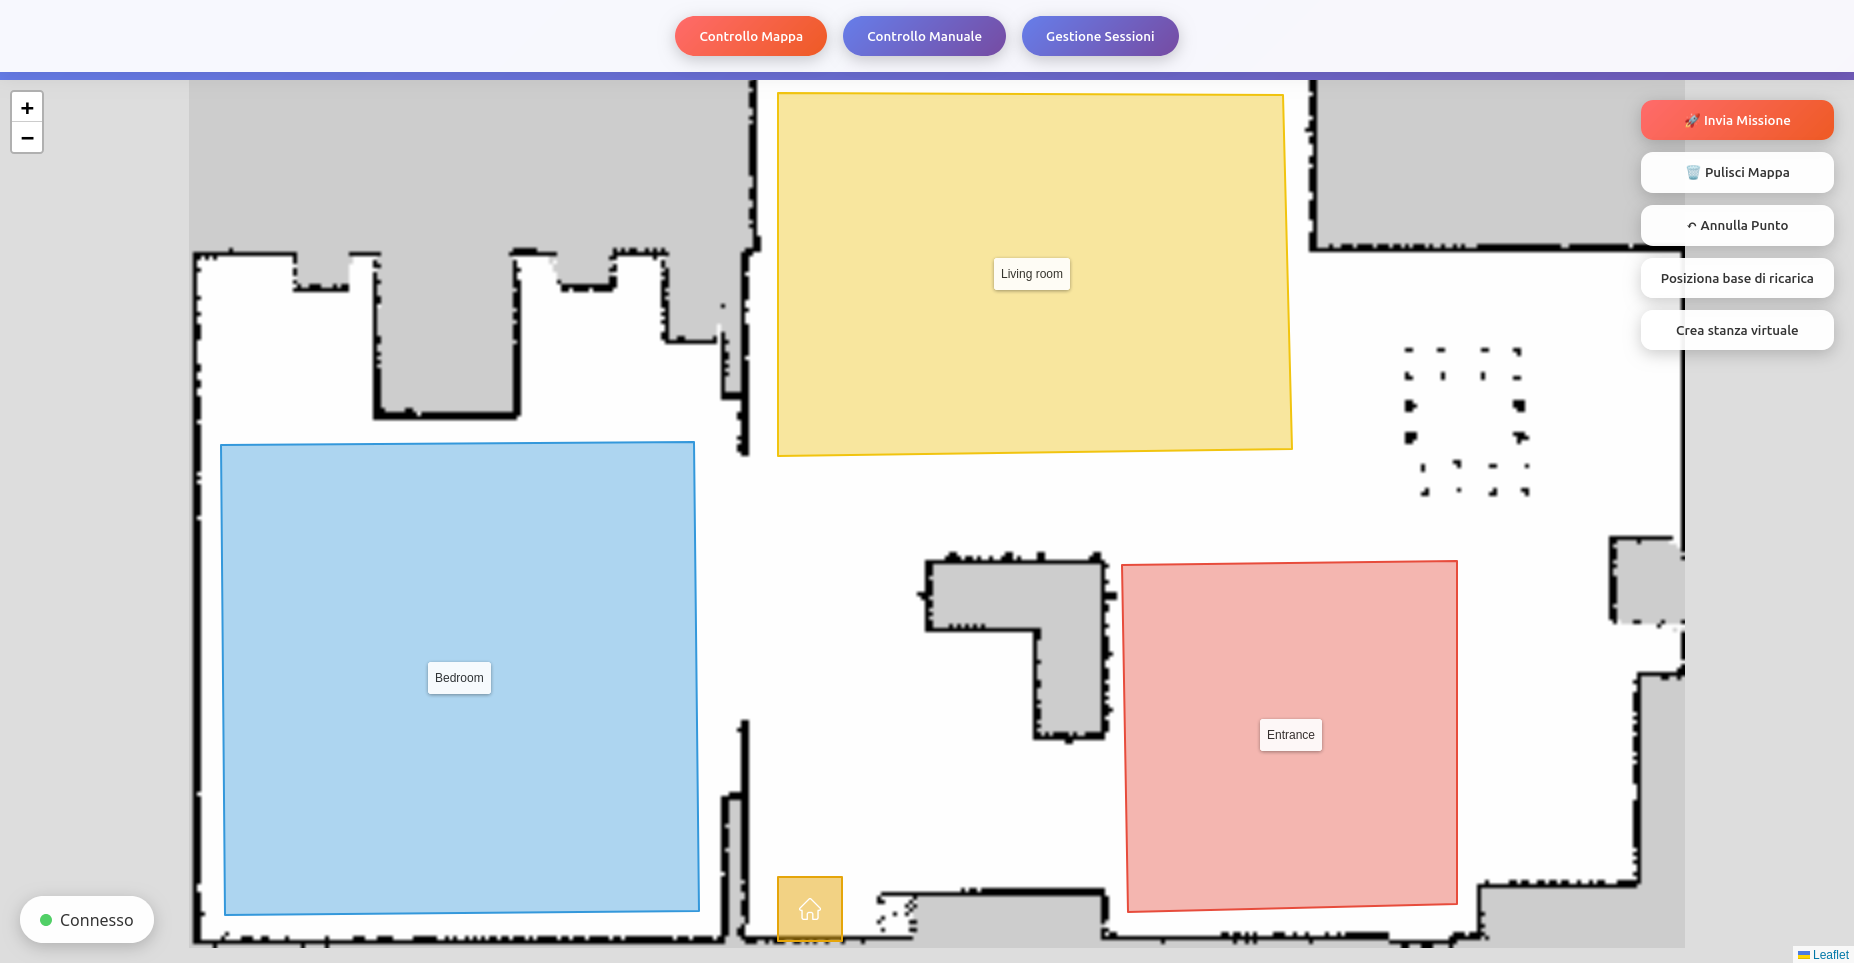 Controllo Mappa
Controllo Manuale
Gestione Sessioni
+
−
🚀 Invia Missione
🗑️ Pulisci Mappa
↶ Annulla Punto
Posiziona base di ricarica
Crea stanza virtuale
Living room
Bedroom
Entrance
Connesso
Leaflet